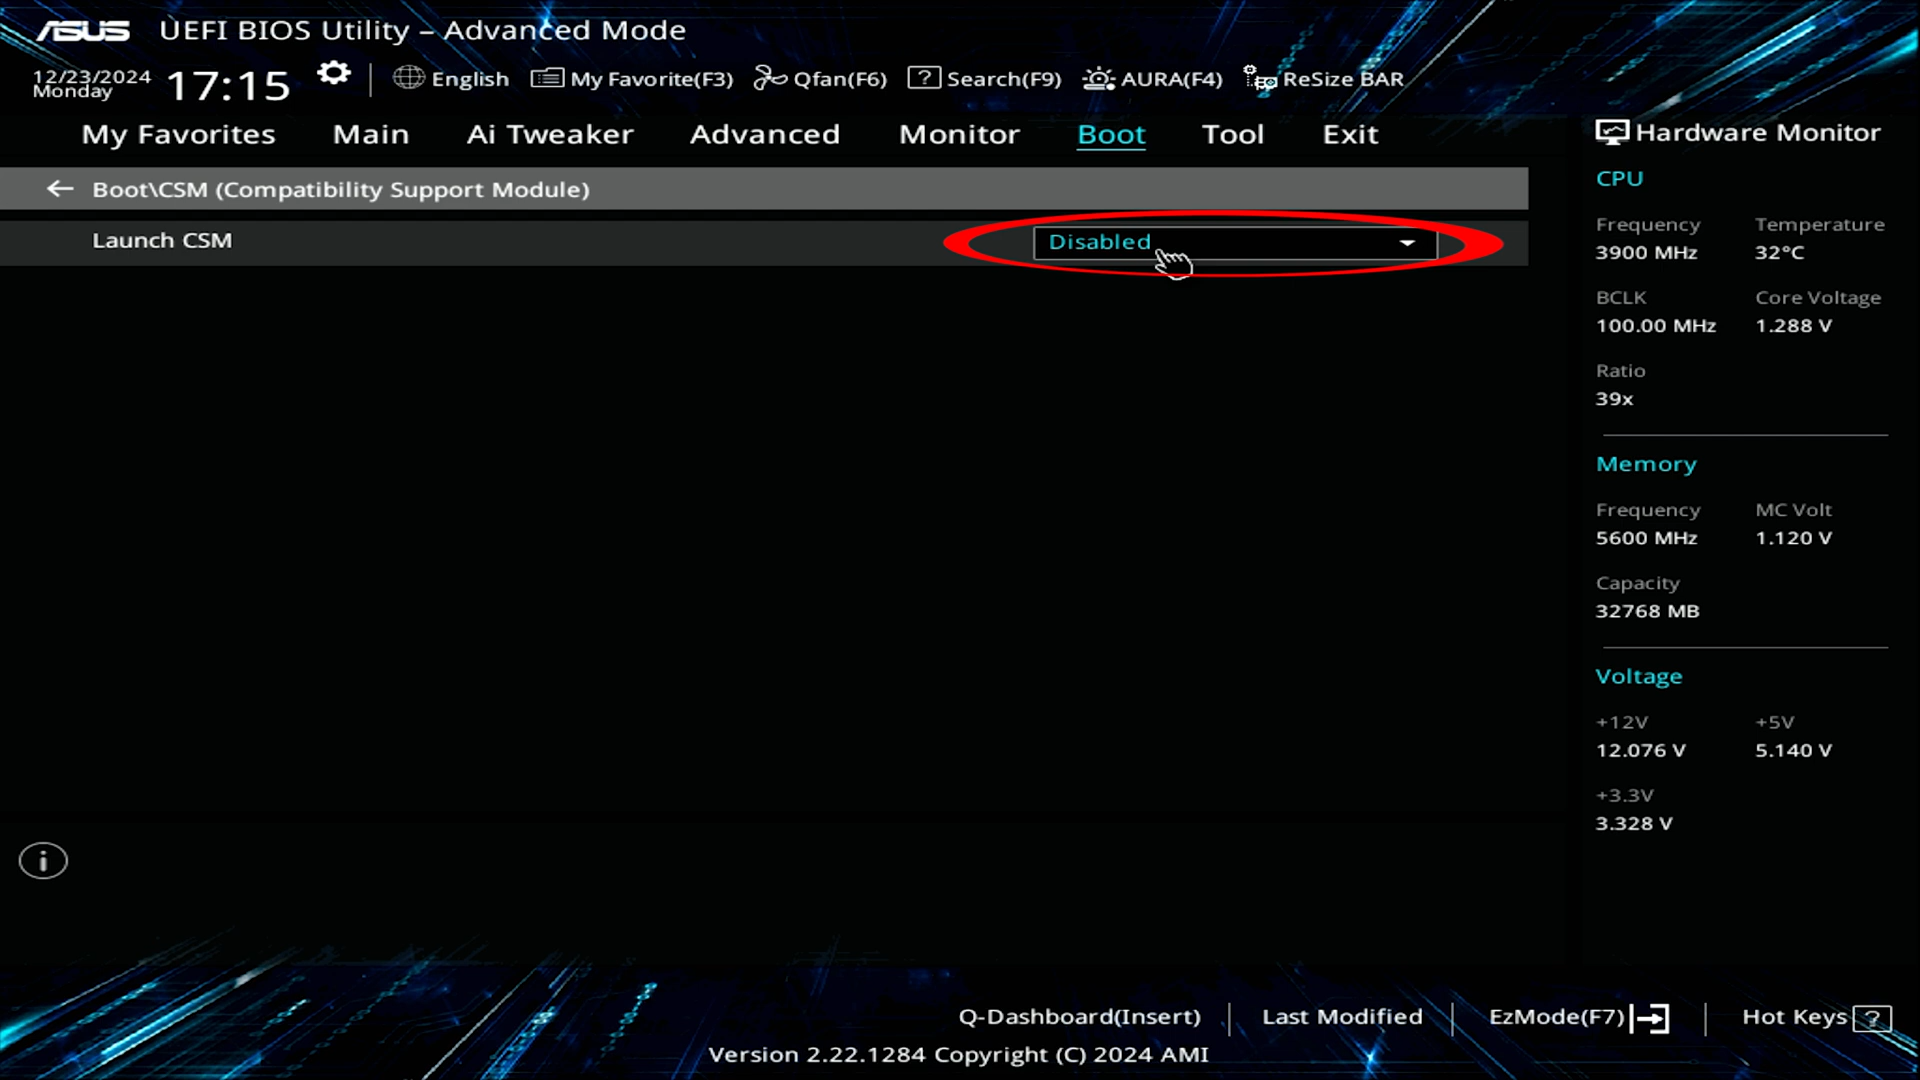 ASUS UEFI BIOS Utility – Advanced Mode
12/23/2024
Monday
17:15
English My Favorite(F3) Qfan(F6) ? Search(F9) AURA(F4) ReSize BAR
My Favorites Main Ai Tweaker Advanced Monitor Boot Tool Exit
Boot\CSM (Compatibility Support Module)
Launch CSM Disabled
Hardware Monitor
CPU
Frequency Temperature
3900 MHz 32°C
BCLK Core Voltage
100.00 MHz 1.288 V
Ratio
39x
Memory
Frequency MC Volt
5600 MHz 1.120 V
Capacity
32768 MB
Voltage
+12V +5V
12.076 V 5.140 V
+3.3V
3.328 V
i
Q-Dashboard(Insert) Last Modified EzMode(F7) Hot Keys ?
Version 2.22.1284 Copyright (C) 2024 AMI